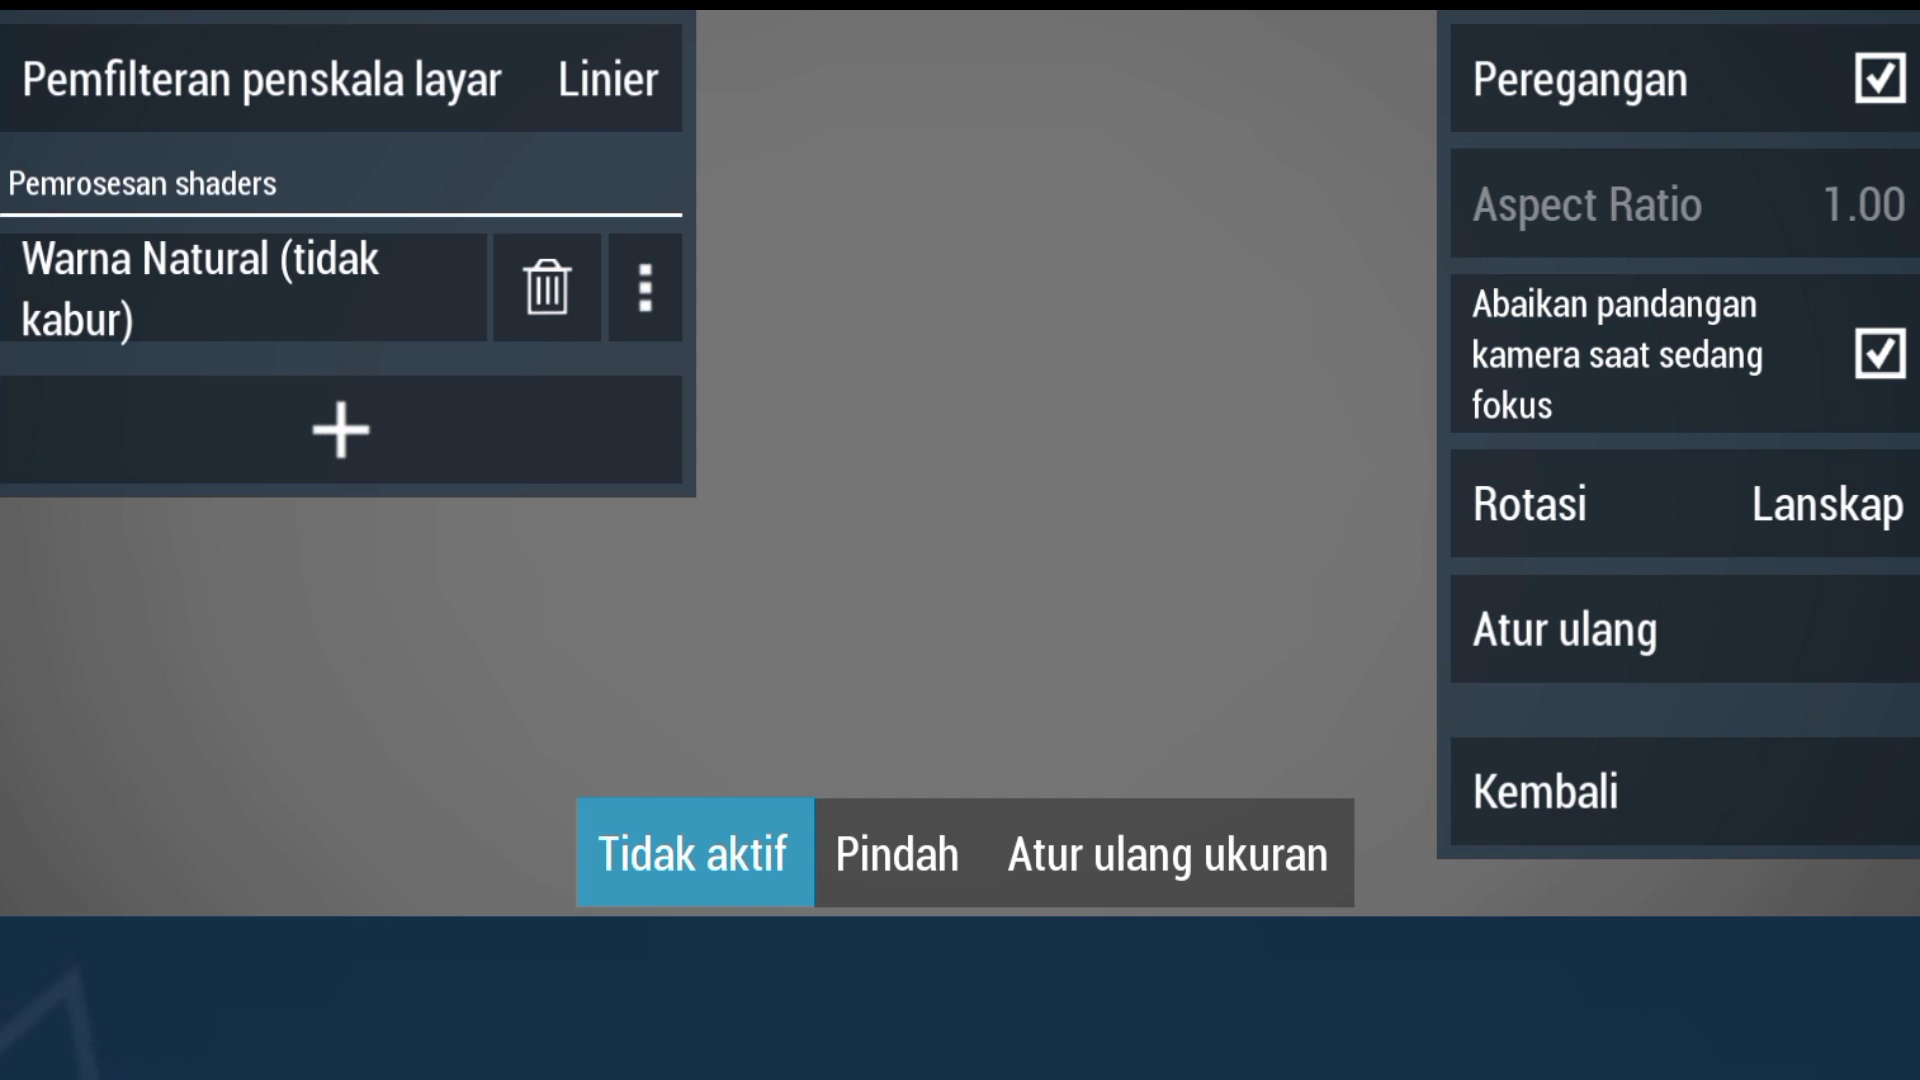 Pemfilteran penskala layar Linier
Pemrosesan shaders
Warna Natural (tidak
kabur)
Peregangan
Aspect Ratio 1.00
Abaikan pandangan
kamera saat sedang
fokus
Rotasi Lanskap
Atur ulang
Kembali
Tidak aktif Pindah Atur ulang ukuran